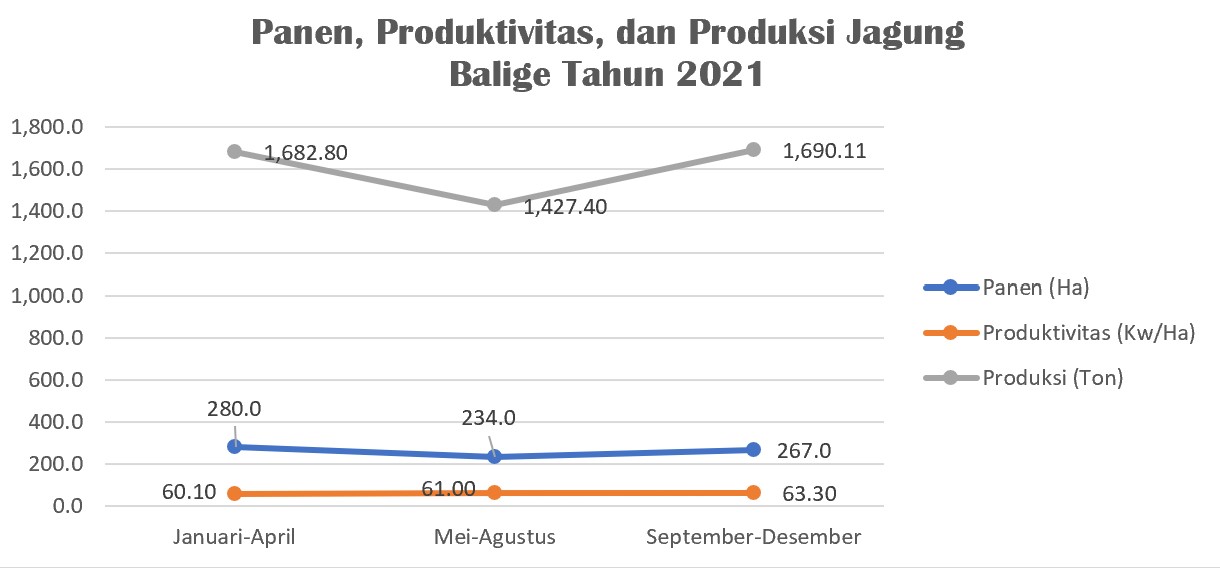 Panen, Produktivitas, dan Produksi Jagung
Balige Tahun 2021
1,800.0
1,600.0
1,400.0
1,200.0
1,000.0
800.0
600.0
400.0
200.0
0.0
1,682.80
1,427.40
1,690.11
280.0
234.0
267.0
60.10
61.00
63.30
Januari-April
Mei-Agustus
September-Desember
Panen (Ha)
Produktivitas (Kw/Ha)
Produksi (Ton)